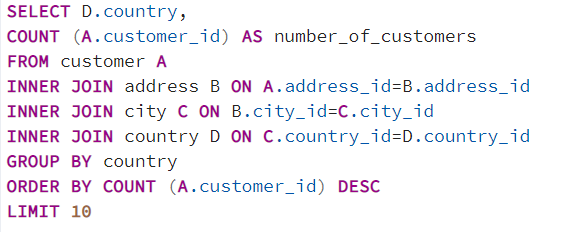 SELECT D.country,
COUNT (A.customer_id) AS number_of_customers
FROM customer A
INNER JOIN address B ON A.address_id=B.address_id
INNER JOIN city C ON B.city_id=C.city_id
INNER JOIN country D ON C.country_id=D.country_id
GROUP BY country
ORDER BY COUNT (A.customer_id) DESC
LIMIT 10